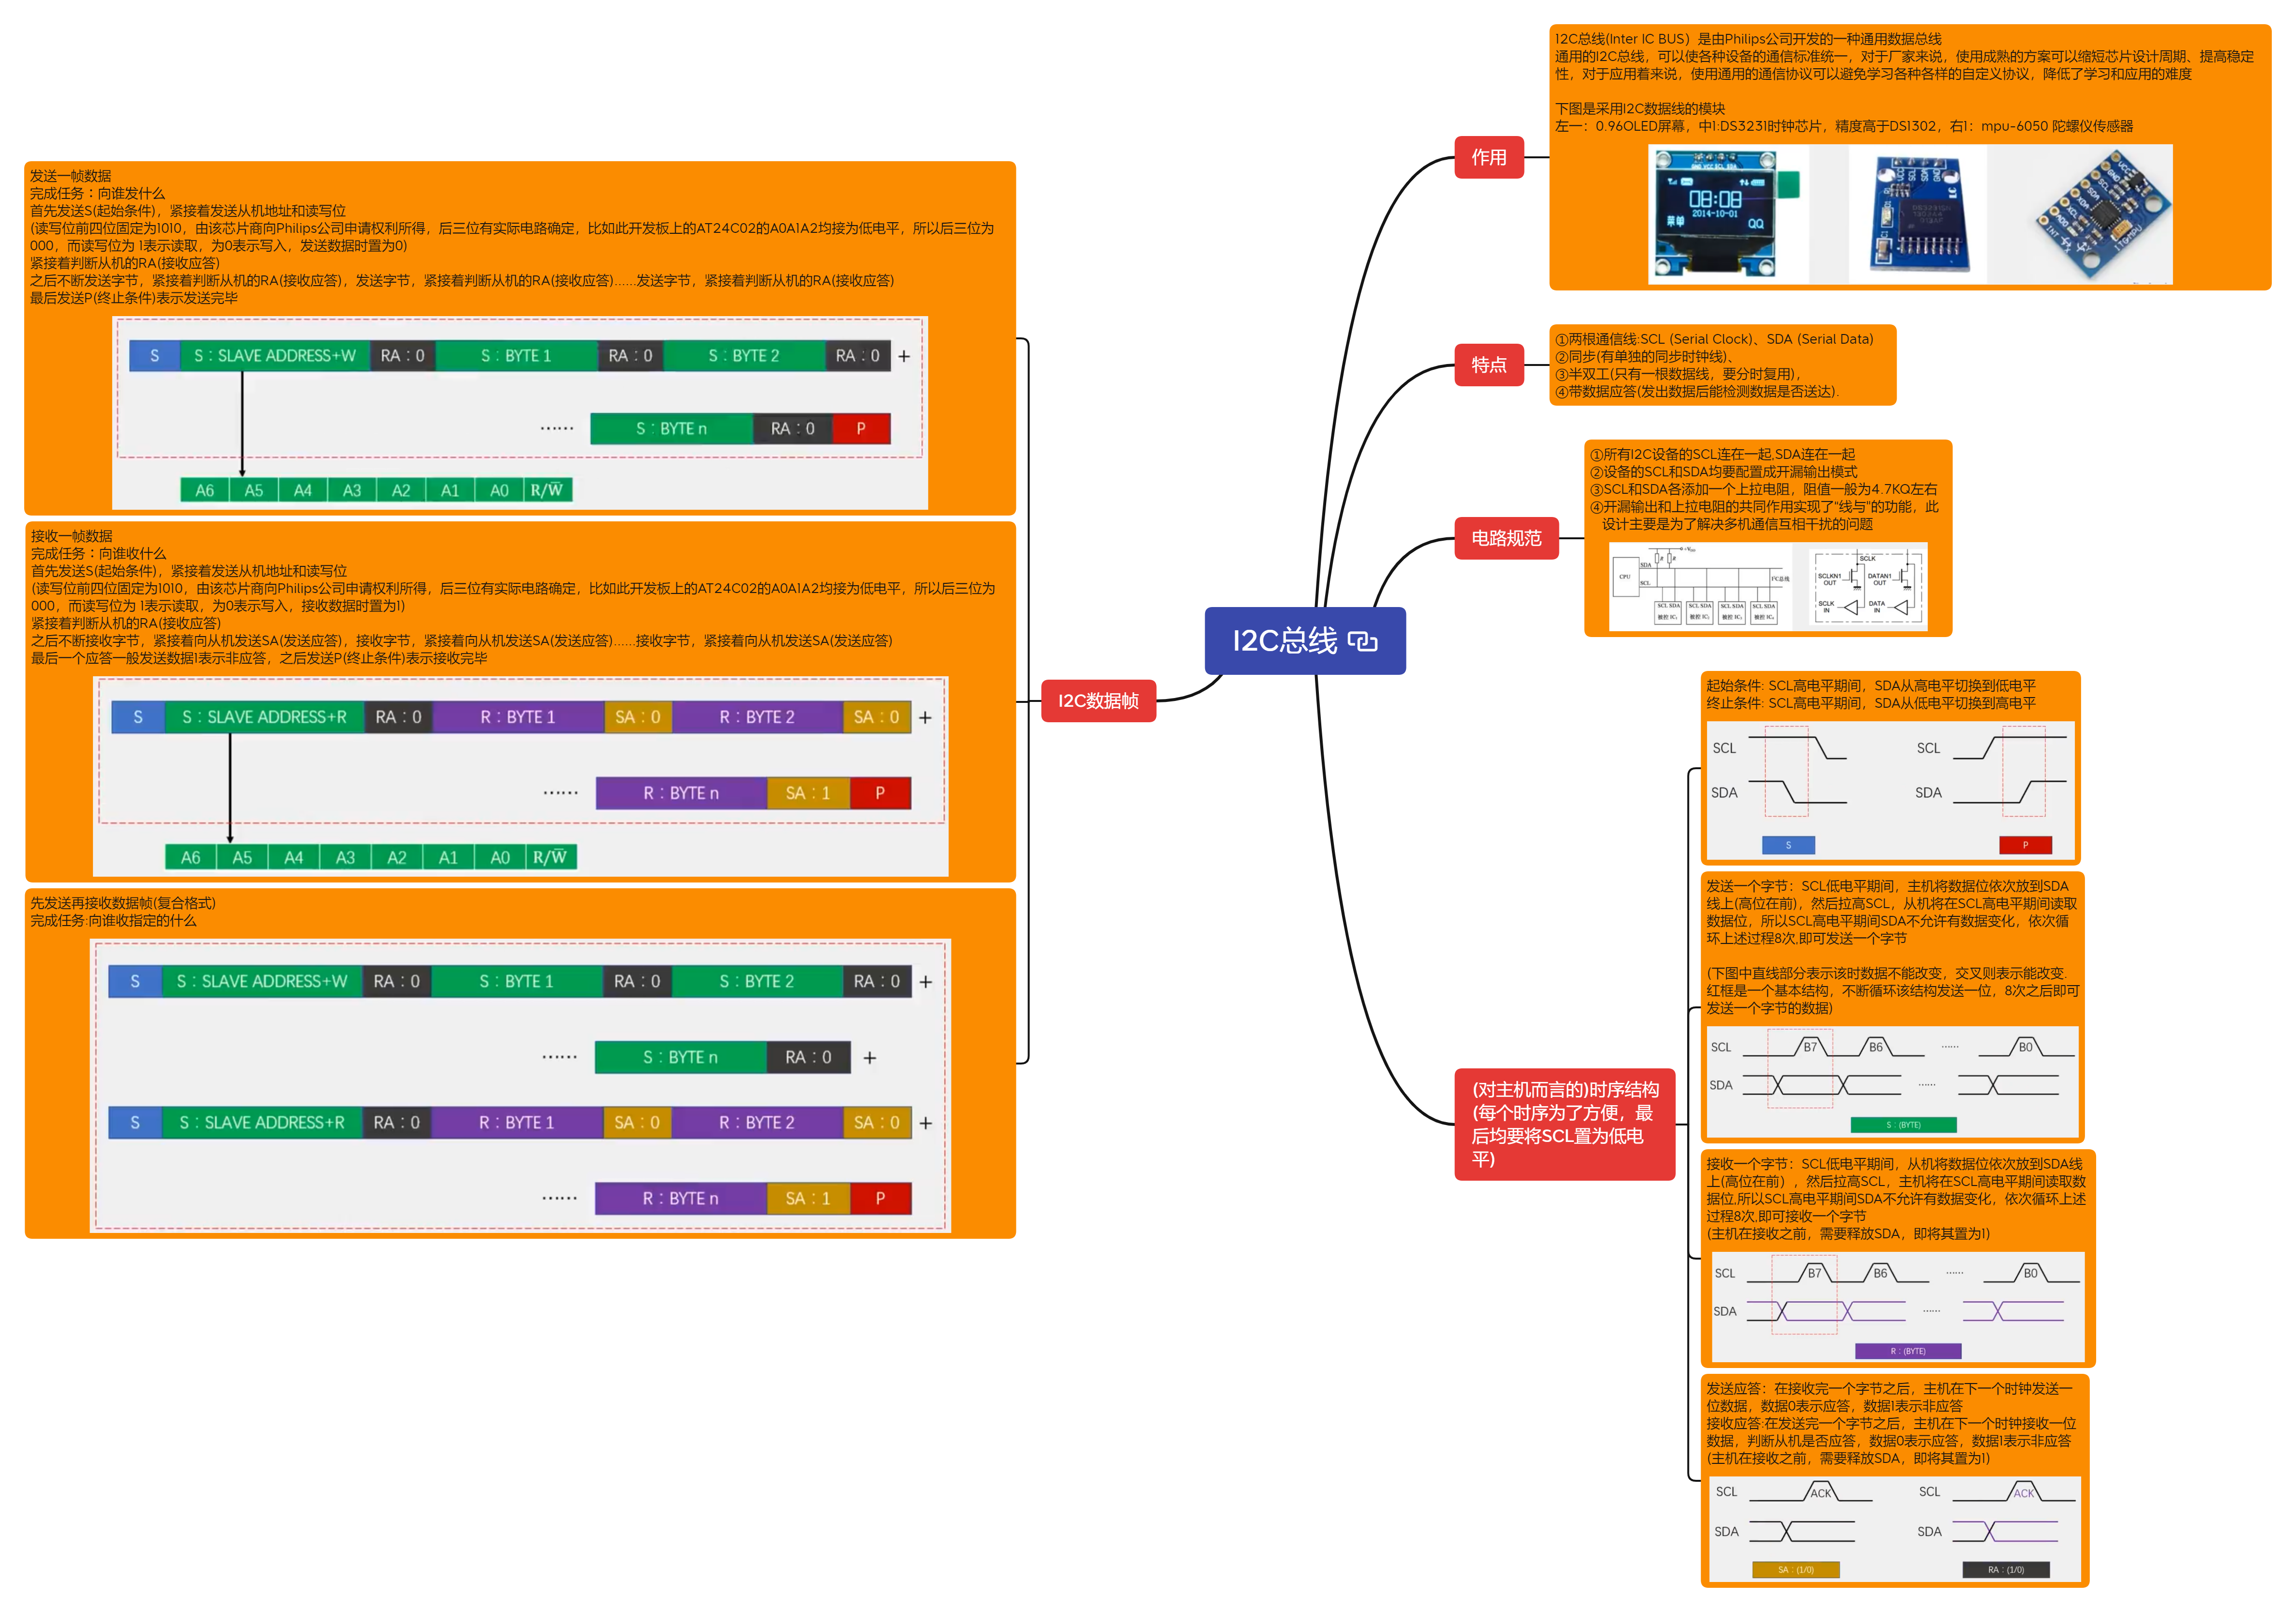 I2C总线
作用
I2C总线(Inter IC BUS）是由Philips公司开发的一种通用数据总线
通用的I2C总线，可以使各种设备的通信标准统一，对于厂家来说，使用成熟的方案可以缩短芯片设计周期、提高稳定
性，对于应用着来说，使用通用的通信协议可以避免学习各种各样的自定义协议，降低了学习和应用的难度
下图是采用I2C数据线的模块
左一：0.96OLED屏幕，中1:DS3231时钟芯片，精度高于DS1302，右1：mpu-6050 陀螺仪传感器
GND VCC SCL SDA
08:08
2014-10-01
菜单 QQ
VCC
SCL
SDA
GND
VCC
GND
SCL
SDA
XDA
XCL
ADO
INT
ITG/MPU
特点
①两根通信线:SCL (Serial Clock)、SDA (Serial Data)
②同步(有单独的同步时钟线)、
③半双工(只有一根数据线，要分时复用)，
④带数据应答(发出数据后能检测数据是否送达).
电路规范
①所有I2C设备的SCL连在一起,SDA连在一起
②设备的SCL和SDA均要配置成开漏输出模式
③SCL和SDA各添加一个上拉电阻，阻值一般为4.7KQ左右
④开漏输出和上拉电阻的共同作用实现了"线与"的功能，此
设计主要是为了解决多机通信互相干扰的问题
+VDD
R R
CPU
SDA
SCL
I²C总线
SCL SDA SCL SDA SCL SDA SCL SDA
被控 IC₁ 被控 IC₂ 被控 IC₃ 被控 IC₄
SCLK
SCLKN1 OUT
DATAN1 OUT
SCLK IN
DATA IN
(对主机而言的)时序结构
(每个时序为了方便，最
后均要将SCL置为低电
平)
起始条件: SCL高电平期间，SDA从高电平切换到低电平
终止条件: SCL高电平期间，SDA从低电平切换到高电平
SCL SCL
SDA SDA
S P
发送一个字节：SCL低电平期间，主机将数据位依次放到SDA
线上(高位在前)，然后拉高SCL，从机将在SCL高电平期间读取
数据位，所以SCL高电平期间SDA不允许有数据变化，依次循
环上述过程8次,即可发送一个字节
(下图中直线部分表示该时数据不能改变，交叉则表示能改变.
红框是一个基本结构，不断循环该结构发送一位，8次之后即可
发送一个字节的数据)
SCL B7 B6 ...... B0
SDA ......
S：(BYTE)
接收一个字节：SCL低电平期间，从机将数据位依次放到SDA线
上(高位在前），然后拉高SCL，主机将在SCL高电平期间读取数
据位,所以SCL高电平期间SDA不允许有数据变化，依次循环上述
过程8次,即可接收一个字节
(主机在接收之前，需要释放SDA，即将其置为1)
SCL B7 B6 ...... B0
SDA ......
R：(BYTE)
发送应答：在接收完一个字节之后，主机在下一个时钟发送一
位数据，数据0表示应答，数据1表示非应答
接收应答:在发送完一个字节之后，主机在下一个时钟接收一位
数据，判断从机是否应答，数据0表示应答，数据1表示非应答
(主机在接收之前，需要释放SDA，即将其置为1)
SCL ACK SCL ACK
SDA SDA
SA：(1/0) RA：(1/0)
I2C数据帧
发送一帧数据
完成任务：向谁发什么
首先发送S(起始条件)，紧接着发送从机地址和读写位
(读写位前四位固定为1010，由该芯片商向Philips公司申请权利所得，后三位有实际电路确定，比如此开发板上的AT24C02的A0A1A2均接为低电平，所以后三位为
000，而读写位为 1表示读取，为0表示写入，发送数据时置为0)
紧接着判断从机的RA(接收应答)
之后不断发送字节，紧接着判断从机的RA(接收应答)，发送字节，紧接着判断从机的RA(接收应答)......发送字节，紧接着判断从机的RA(接收应答)
最后发送P(终止条件)表示发送完毕
S S：SLAVE ADDRESS+W RA：0 S：BYTE 1 RA：0 S：BYTE 2 RA：0 +
...... S：BYTE n RA：0 P
A6 A5 A4 A3 A2 A1 A0 R/W̅
接收一帧数据
完成任务：向谁收什么
首先发送S(起始条件)，紧接着发送从机地址和读写位
(读写位前四位固定为1010，由该芯片商向Philips公司申请权利所得，后三位有实际电路确定，比如此开发板上的AT24C02的A0A1A2均接为低电平，所以后三位为
000，而读写位为 1表示读取，为0表示写入，接收数据时置为1)
紧接着判断从机的RA(接收应答)
之后不断接收字节，紧接着向从机发送SA(发送应答)，接收字节，紧接着向从机发送SA(发送应答)......接收字节，紧接着向从机发送SA(发送应答)
最后一个应答一般发送数据1表示非应答，之后发送P(终止条件)表示接收完毕
S S：SLAVE ADDRESS+R RA：0 R：BYTE 1 SA：0 R：BYTE 2 SA：0 +
...... R：BYTE n SA：1 P
A6 A5 A4 A3 A2 A1 A0 R/W̅
先发送再接收数据帧(复合格式)
完成任务:向谁收指定的什么
S S：SLAVE ADDRESS+W RA：0 S：BYTE 1 RA：0 S：BYTE 2 RA：0 +
...... S：BYTE n RA：0 +
S S：SLAVE ADDRESS+R RA：0 R：BYTE 1 SA：0 R：BYTE 2 SA：0 +
...... R：BYTE n SA：1 P